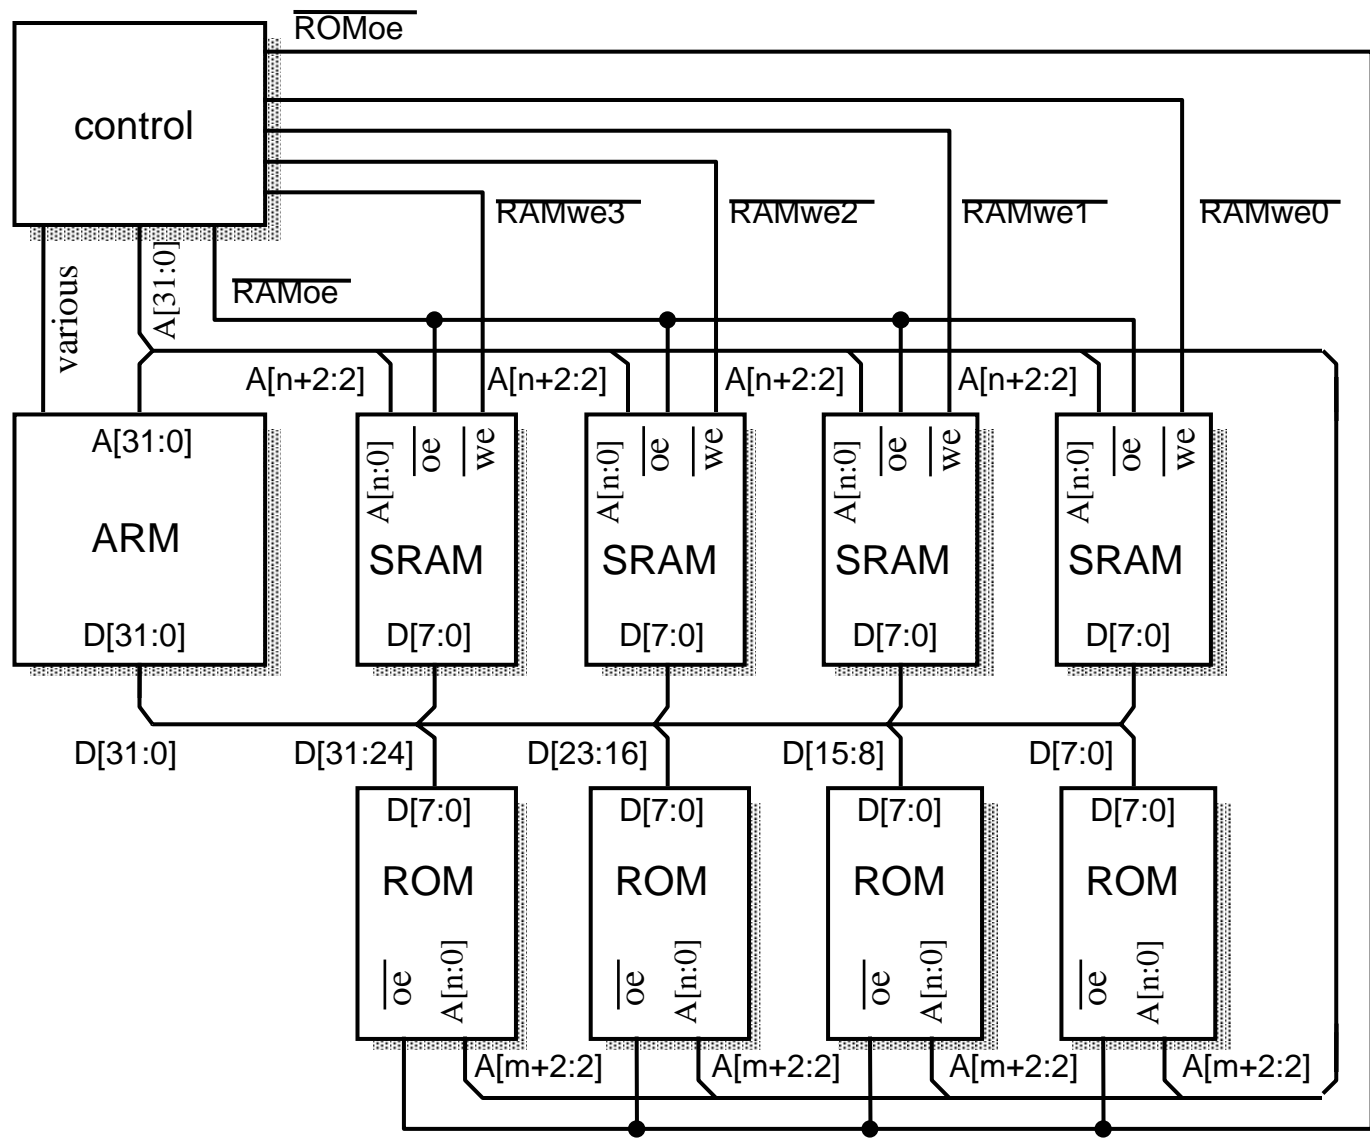 ROMoe
control
RAMwe3 RAMwe2 RAMwe1 RAMwe0
various A[31:0] RAMoe
A[n+2:2] A[n+2:2] A[n+2:2] A[n+2:2]
A[31:0] A[n:0] oe we A[n:0] oe we A[n:0] oe we A[n:0] oe we
ARM SRAM SRAM SRAM SRAM
D[31:0] D[7:0] D[7:0] D[7:0] D[7:0]
D[31:0] D[31:24] D[23:16] D[15:8] D[7:0]
D[7:0] D[7:0] D[7:0] D[7:0]
ROM ROM ROM ROM
oe A[n:0] oe A[n:0] oe A[n:0] oe A[n:0]
A[m+2:2] A[m+2:2] A[m+2:2] A[m+2:2]